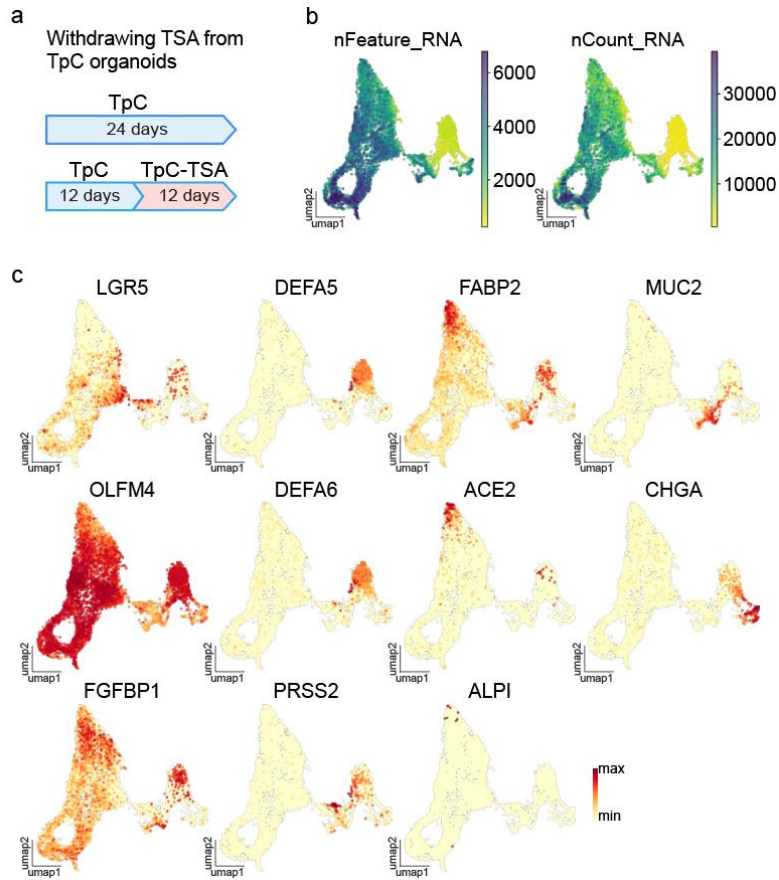 a
Withdrawing TSA from
TpC organoids
TpC
24 days
TpC TpC-TSA
12 days 12 days
b
nFeature_RNA nCount_RNA
6000
4000
2000
30000
20000
10000
umap2
umap1
umap2
umap1
c
LGR5 DEFA5 FABP2 MUC2
umap2
umap1
umap2
umap1
umap2
umap1
umap2
umap1
OLFM4 DEFA6 ACE2 CHGA
umap2
umap1
umap2
umap1
umap2
umap1
umap2
umap1
FGFBP1 PRSS2 ALPI
umap2
umap1
umap2
umap1
umap2
umap1
max
min